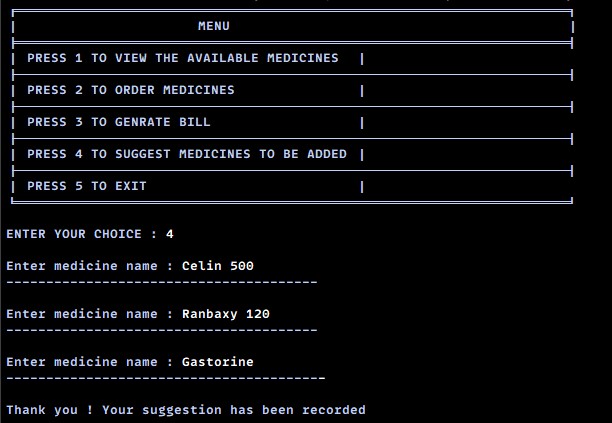 MENU
PRESS 1 TO VIEW THE AVAILABLE MEDICINES
PRESS 2 TO ORDER MEDICINES
PRESS 3 TO GENRATE BILL
PRESS 4 TO SUGGEST MEDICINES TO BE ADDED
PRESS 5 TO EXIT
ENTER YOUR CHOICE : 4
Enter medicine name : Celin 500
Enter medicine name : Ranbaxy 120
Enter medicine name : Gastorine
Thank you ! Your suggestion has been recorded